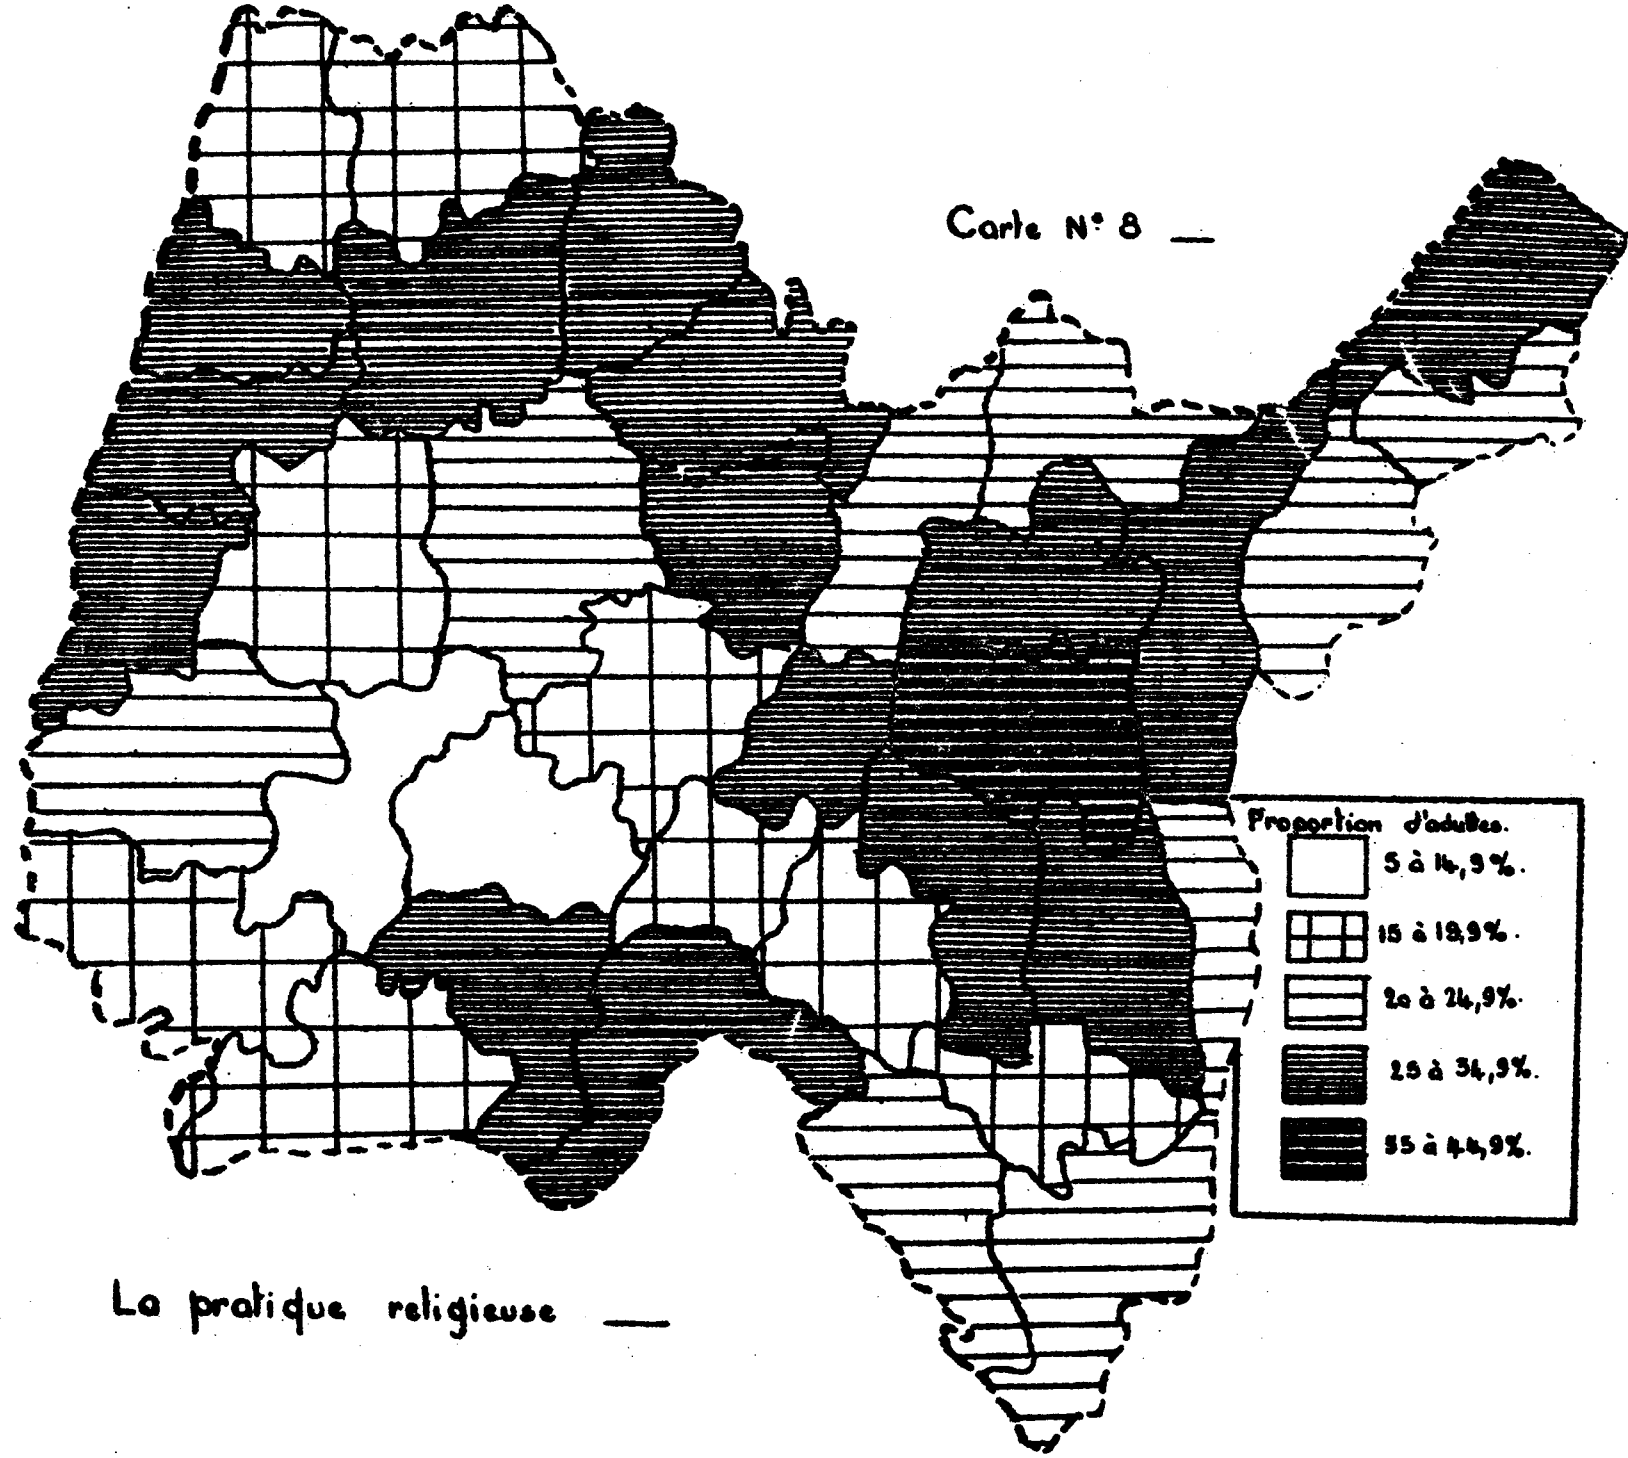 Carte N° 8 _
Proportion d'adultes.
5 à 14,9%.
15 à 19,9%.
20 à 24,9%.
25 à 34,9%.
35 à 44,9%.
La pratique religieuse _